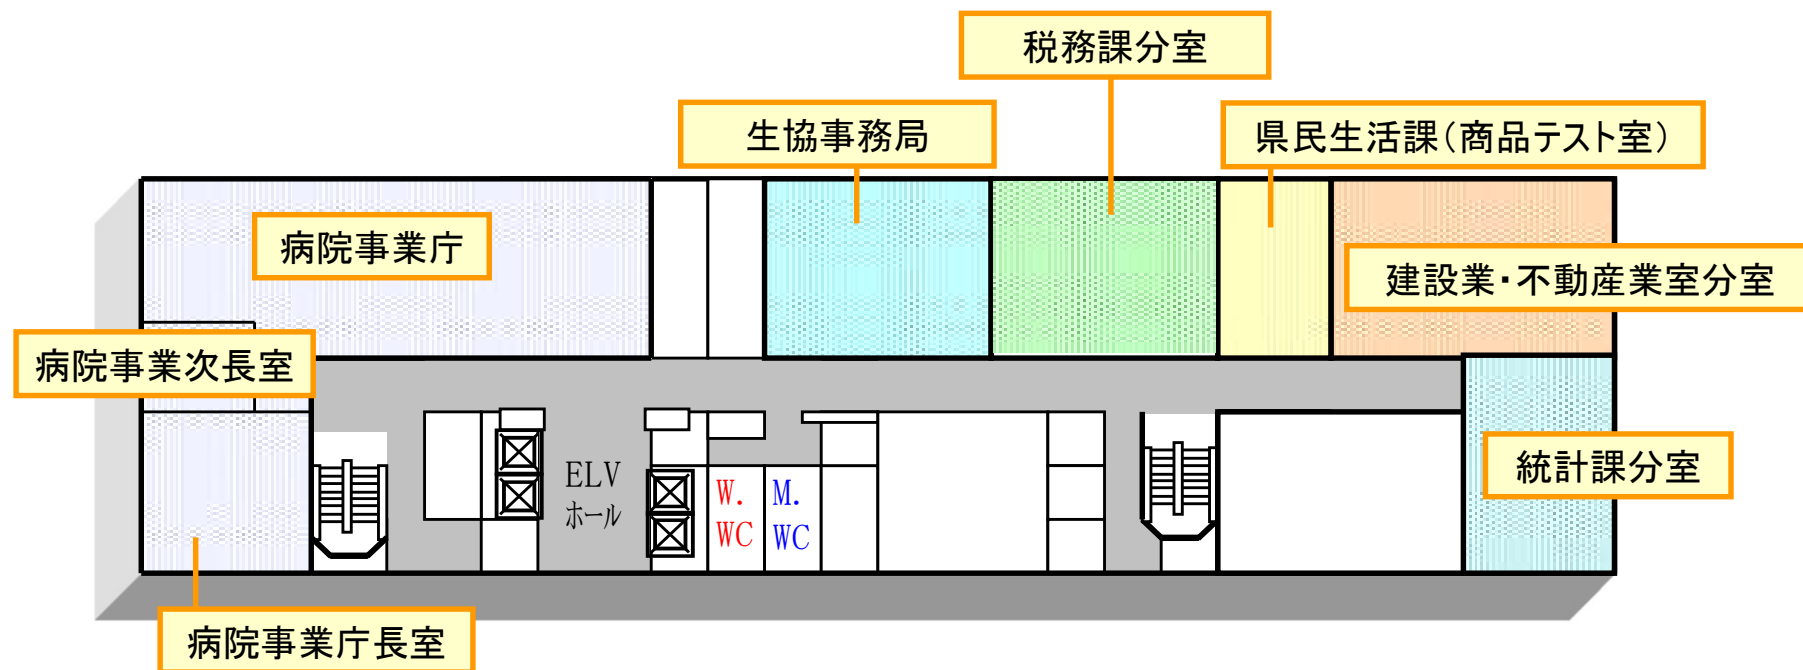 税務課分室
生協事務局
県民生活課(商品テスト室)
病院事業庁
建設業・不動産業室分室
病院事業次長室
統計課分室
ELV
ホール
W.
WC
M.
WC
病院事業庁長室